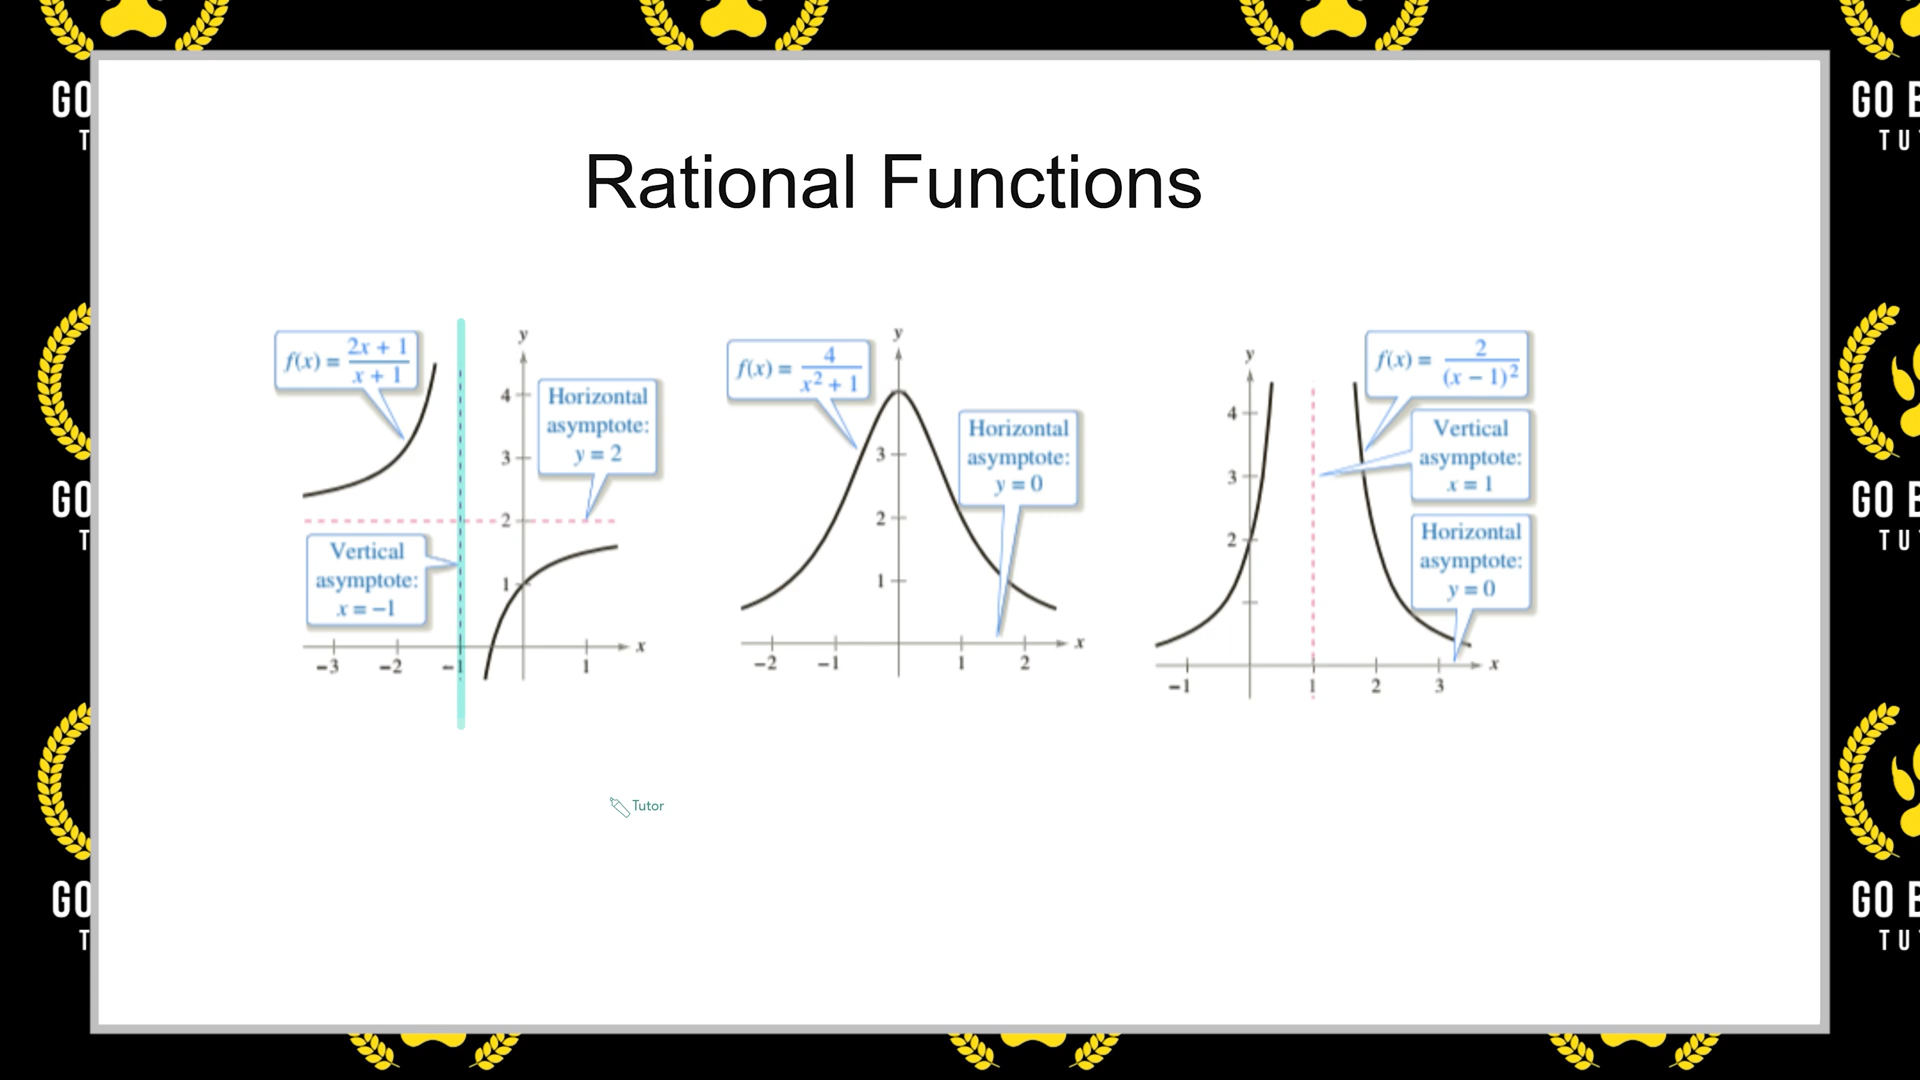 GO
T
GO B
TU
Rational Functions
f(x) = 2x + 1 / x + 1
y
4
3
2
1
Horizontal
asymptote:
y = 2
Vertical
asymptote:
x = −1
−3 −2 −1 1 x
f(x) = 4 / x² + 1
y
3
2
1
Horizontal
asymptote:
y = 0
−2 −1 1 2 x
y
4
3
2
f(x) = 2 / (x − 1)²
Vertical
asymptote:
x = 1
Horizontal
asymptote:
y = 0
−1 1 2 3 x
Tutor
GO
T
GO B
TU
GO
T
GO B
TU